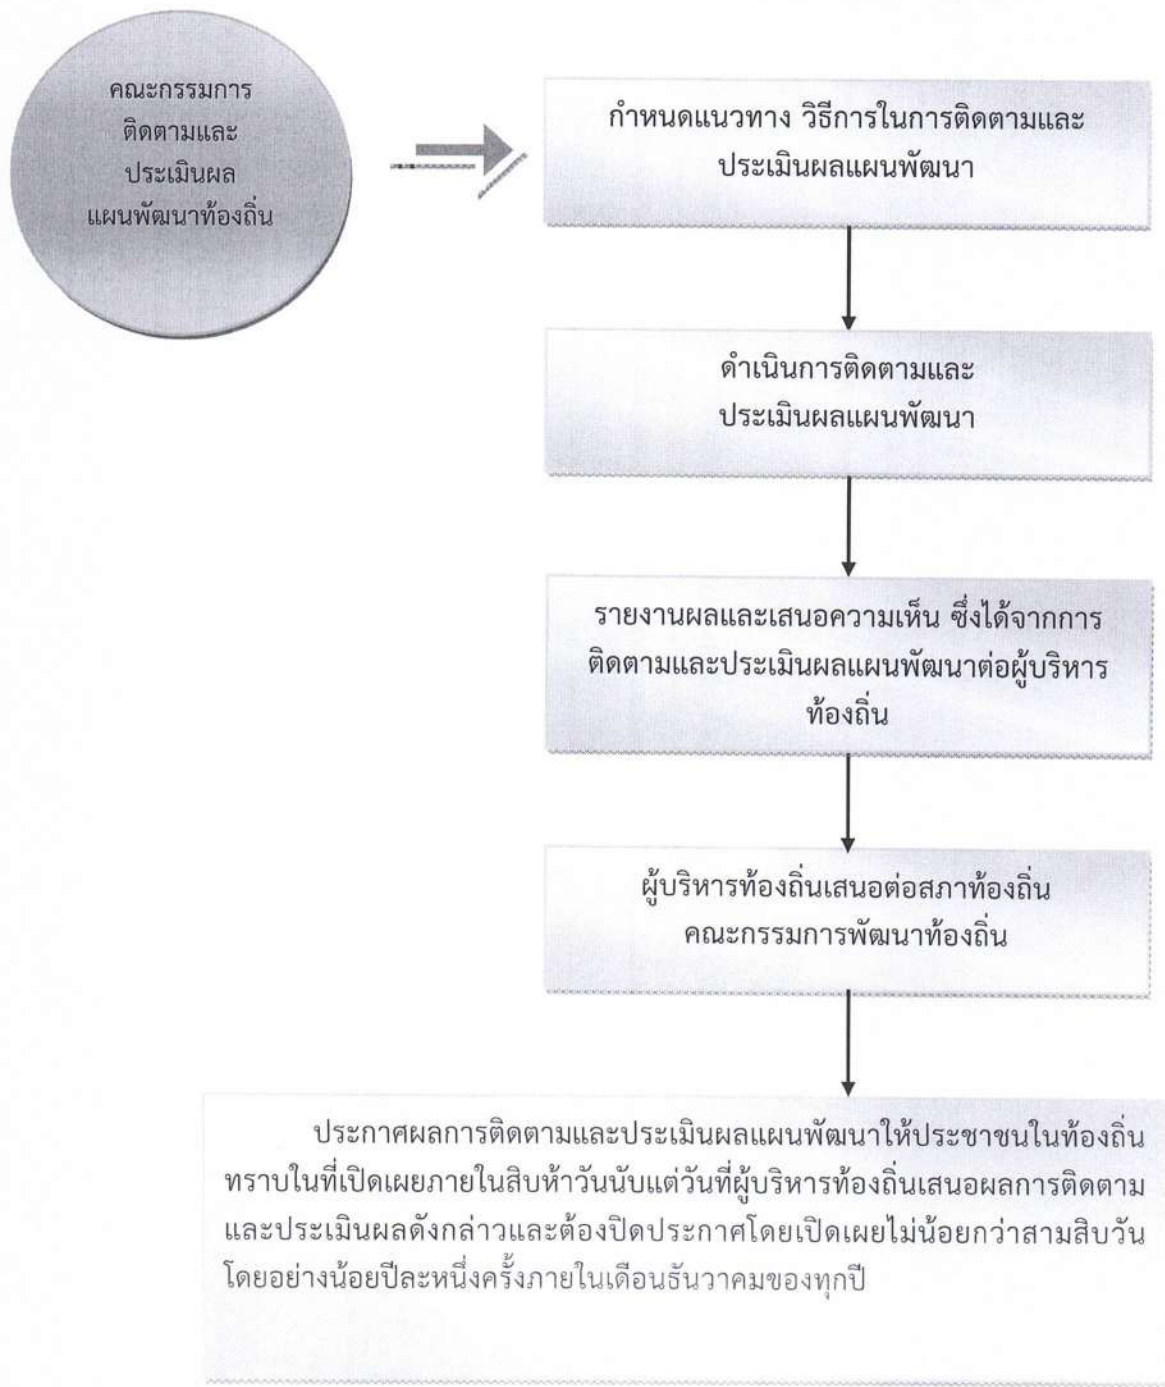 คณะกรรมการ
ติดตามและ
ประเมินผล
แผนพัฒนาท้องถิ่น
กำหนดแนวทาง วิธีการในการติดตามและ
ประเมินผลแผนพัฒนา
ดำเนินการติดตามและ
ประเมินผลแผนพัฒนา
รายงานผลและเสนอความเห็น ซึ่งได้จากการ
ติดตามและประเมินผลแผนพัฒนาต่อผู้บริหาร
ท้องถิ่น
ผู้บริหารท้องถิ่นเสนอต่อสภาท้องถิ่น
คณะกรรมการพัฒนาท้องถิ่น
ประกาศผลการติดตามและประเมินผลแผนพัฒนาให้ประชาชนในท้องถิ่น
ทราบในที่เปิดเผยภายในสิบห้าวันนับแต่วันที่ผู้บริหารท้องถิ่นเสนอผลการติดตาม
และประเมินผลดังกล่าวและต้องปิดประกาศโดยเปิดเผยไม่น้อยกว่าสามสิบวัน
โดยอย่างน้อยปีละหนึ่งครั้งภายในเดือนธันวาคมของทุกปี